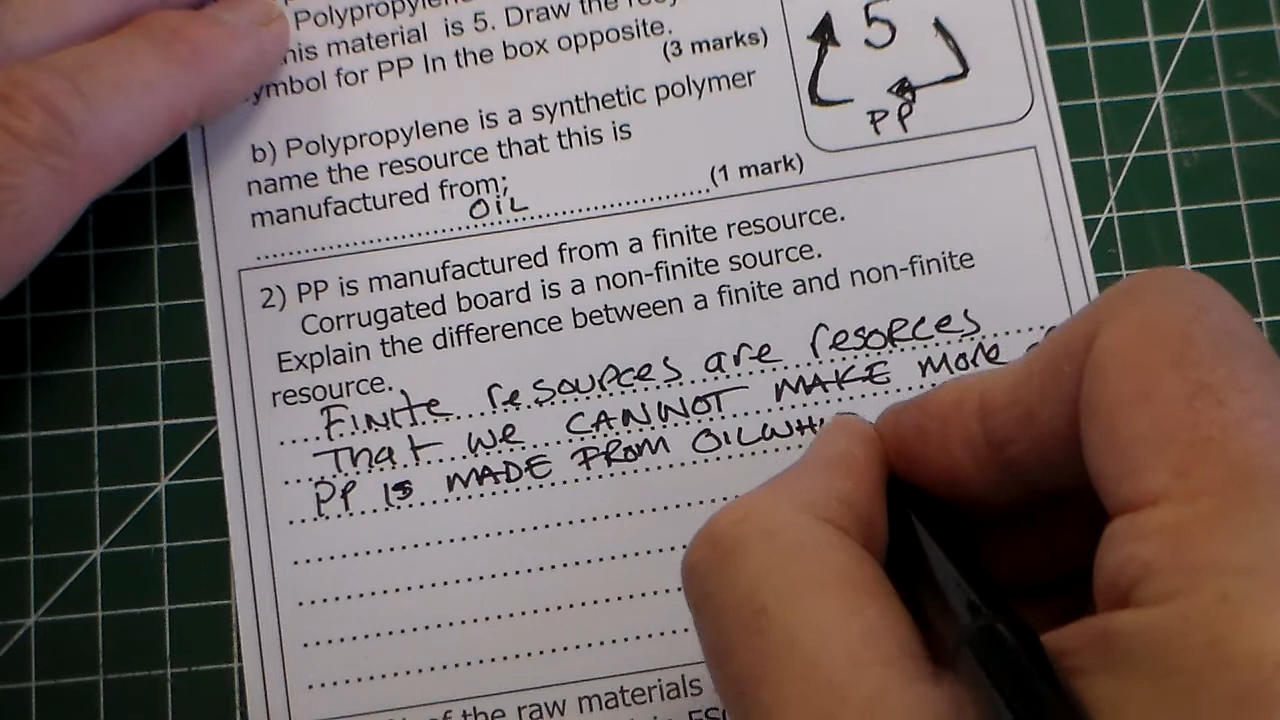 Polypropylene
his material is 5. Draw the
ymbol for PP In the box opposite.
(3 marks)
5
PP
b) Polypropylene is a synthetic polymer
name the resource that this is
manufactured from;
OIL
(1 mark)
2) PP is manufactured from a finite resource.
Corrugated board is a non-finite source.
Explain the difference between a finite and non-finite
resource.
FINITE resources are resorces
That we CANNOT MAKE More
PP IS MADE FROM OIL WHI
of the raw materials